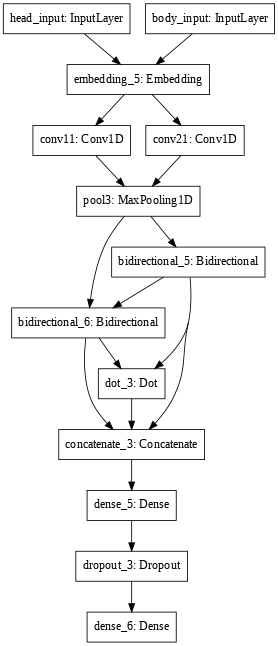 head_input: InputLayer
body_input: InputLayer
embedding_5: Embedding
conv11: Conv1D
conv21: Conv1D
pool3: MaxPooling1D
bidirectional_5: Bidirectional
bidirectional_6: Bidirectional
dot_3: Dot
concatenate_3: Concatenate
dense_5: Dense
dropout_3: Dropout
dense_6: Dense